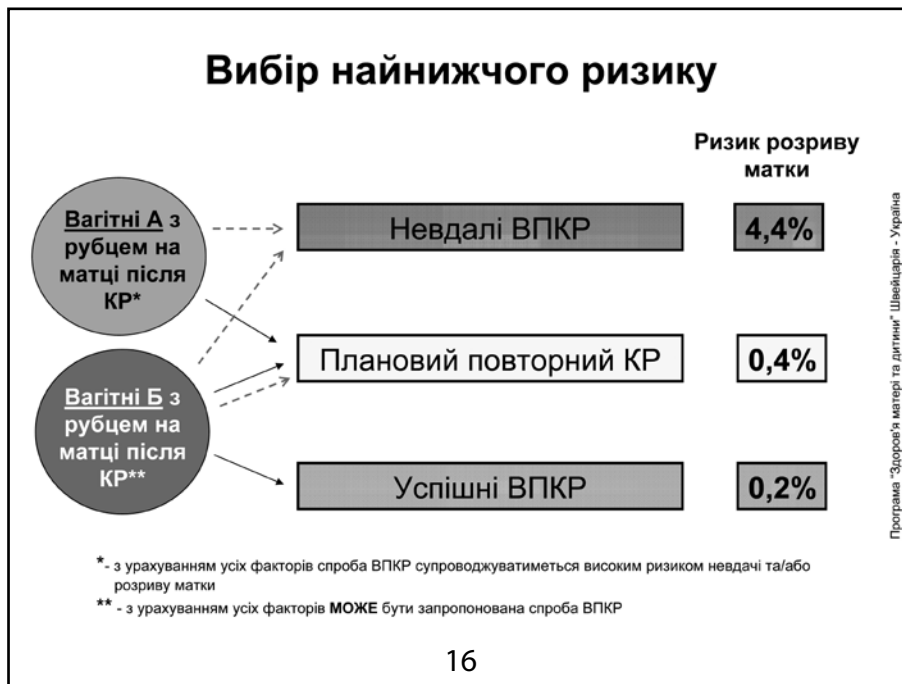 Вибір найнижчого ризику
Ризик розриву
матки
Вагітні А з
рубцем на
матці після
КР*
Невдалі ВПКР
4,4%
Плановий повторний КР
0,4%
Вагітні Б з
рубцем на
матці після
КР**
Успішні ВПКР
0,2%
* - з урахуванням усіх факторів спроба ВПКР супроводжуватиметься високим ризиком невдачі та/або
розриву матки
** - з урахуванням усіх факторів МОЖЕ бути запропонована спроба ВПКР
Програма "Здоров'я матері та дитини" Швейцарія - Україна
16